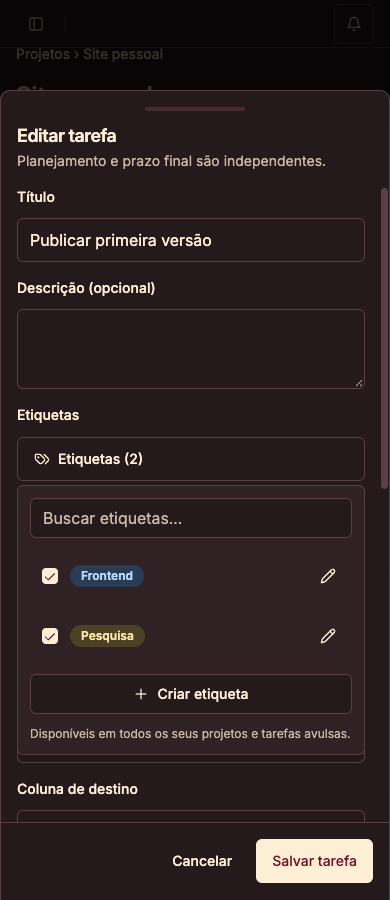 Projetos › Site pessoal
Editar tarefa
Planejamento e prazo final são independentes.
Título
Publicar primeira versão
Descrição (opcional)
Etiquetas
Etiquetas (2)
Buscar etiquetas...
Frontend
Pesquisa
Criar etiqueta
Disponíveis em todos os seus projetos e tarefas avulsas.
Coluna de destino
Cancelar
Salvar tarefa